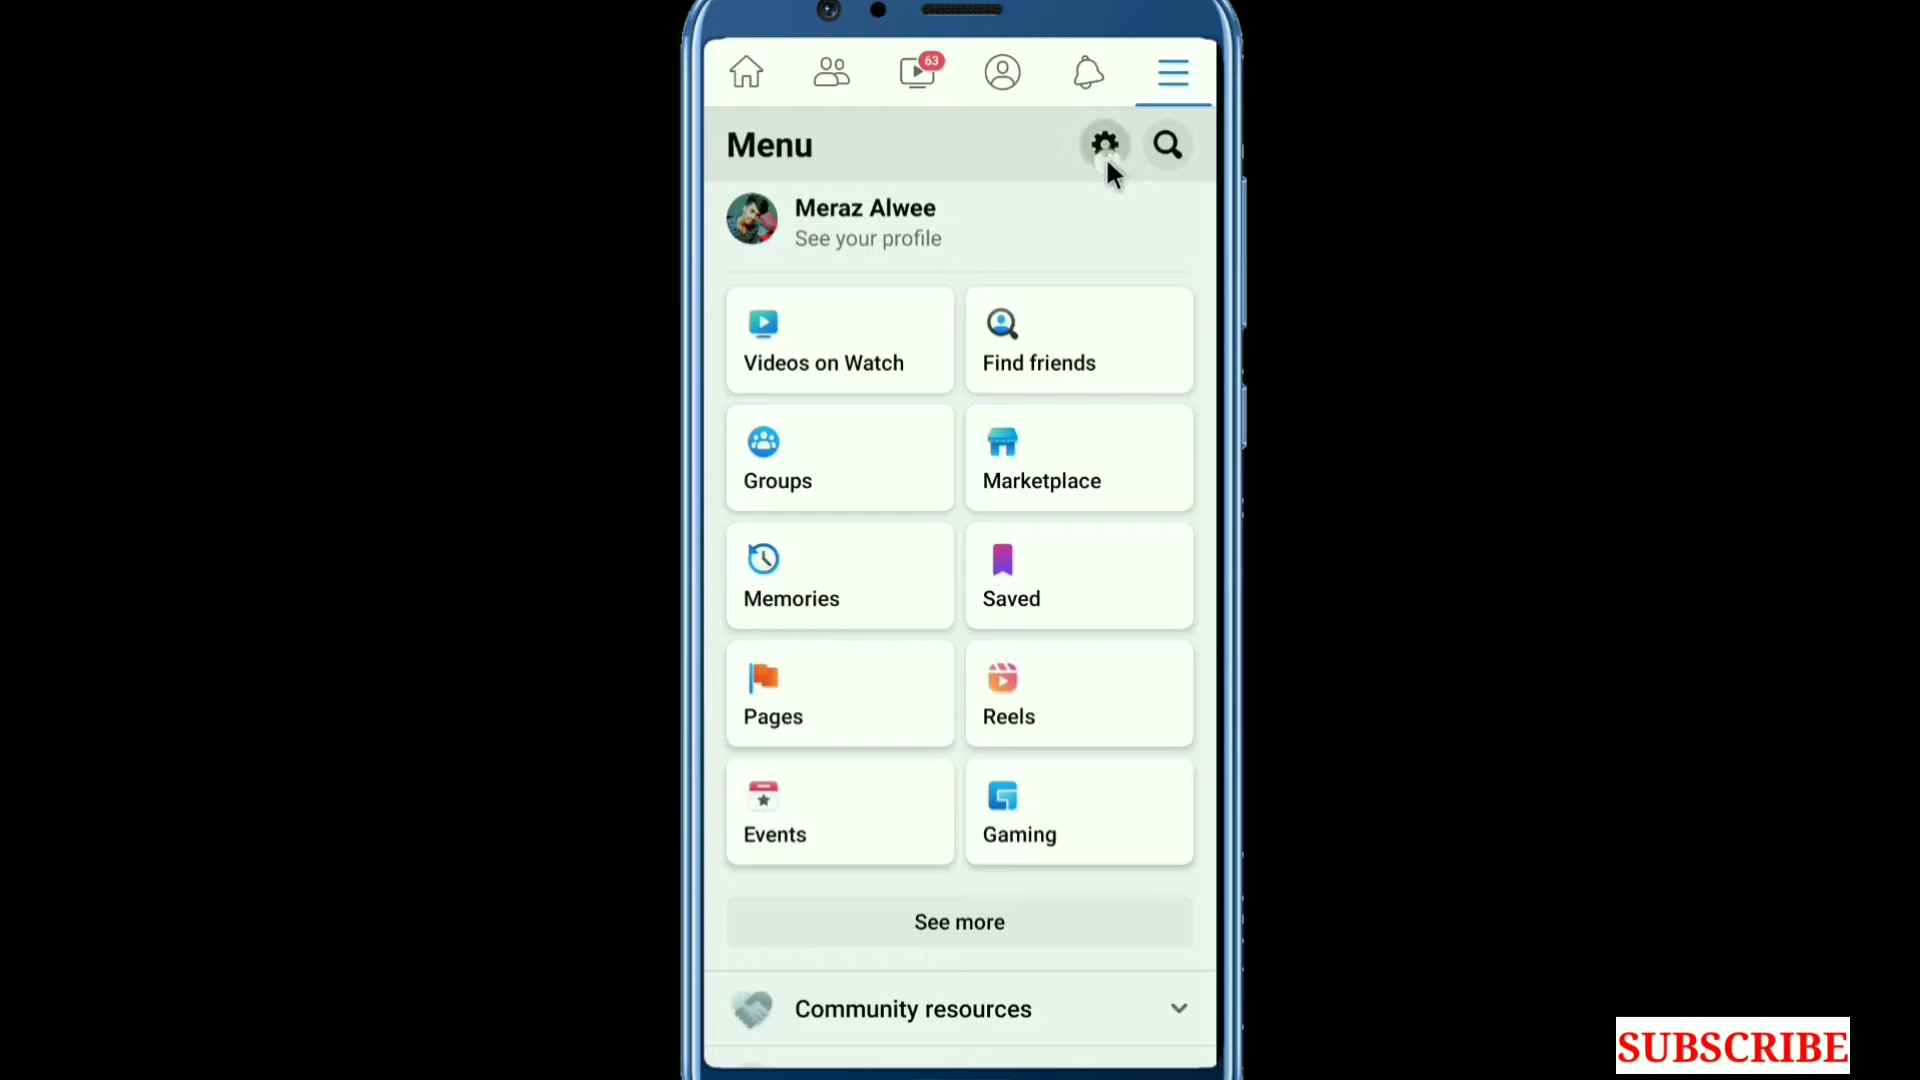 63
Menu
Meraz Alwee
See your profile
Videos on Watch
Find friends
Groups
Marketplace
Memories
Saved
Pages
Reels
Events
Gaming
See more
Community resources
SUBSCRIBE